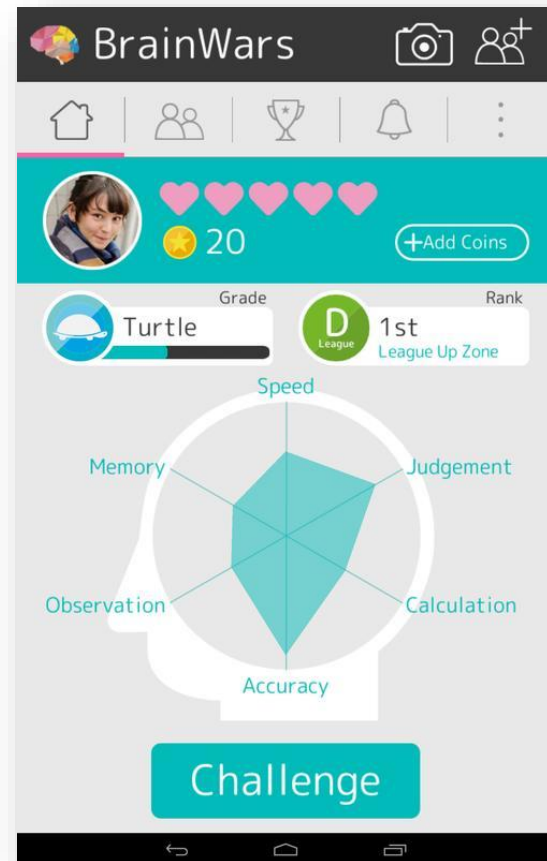 BrainWars
20
+Add Coins
Grade
Turtle
Rank
D
League
1st
League Up Zone
Speed
Memory
Judgement
Observation
Calculation
Accuracy
Challenge